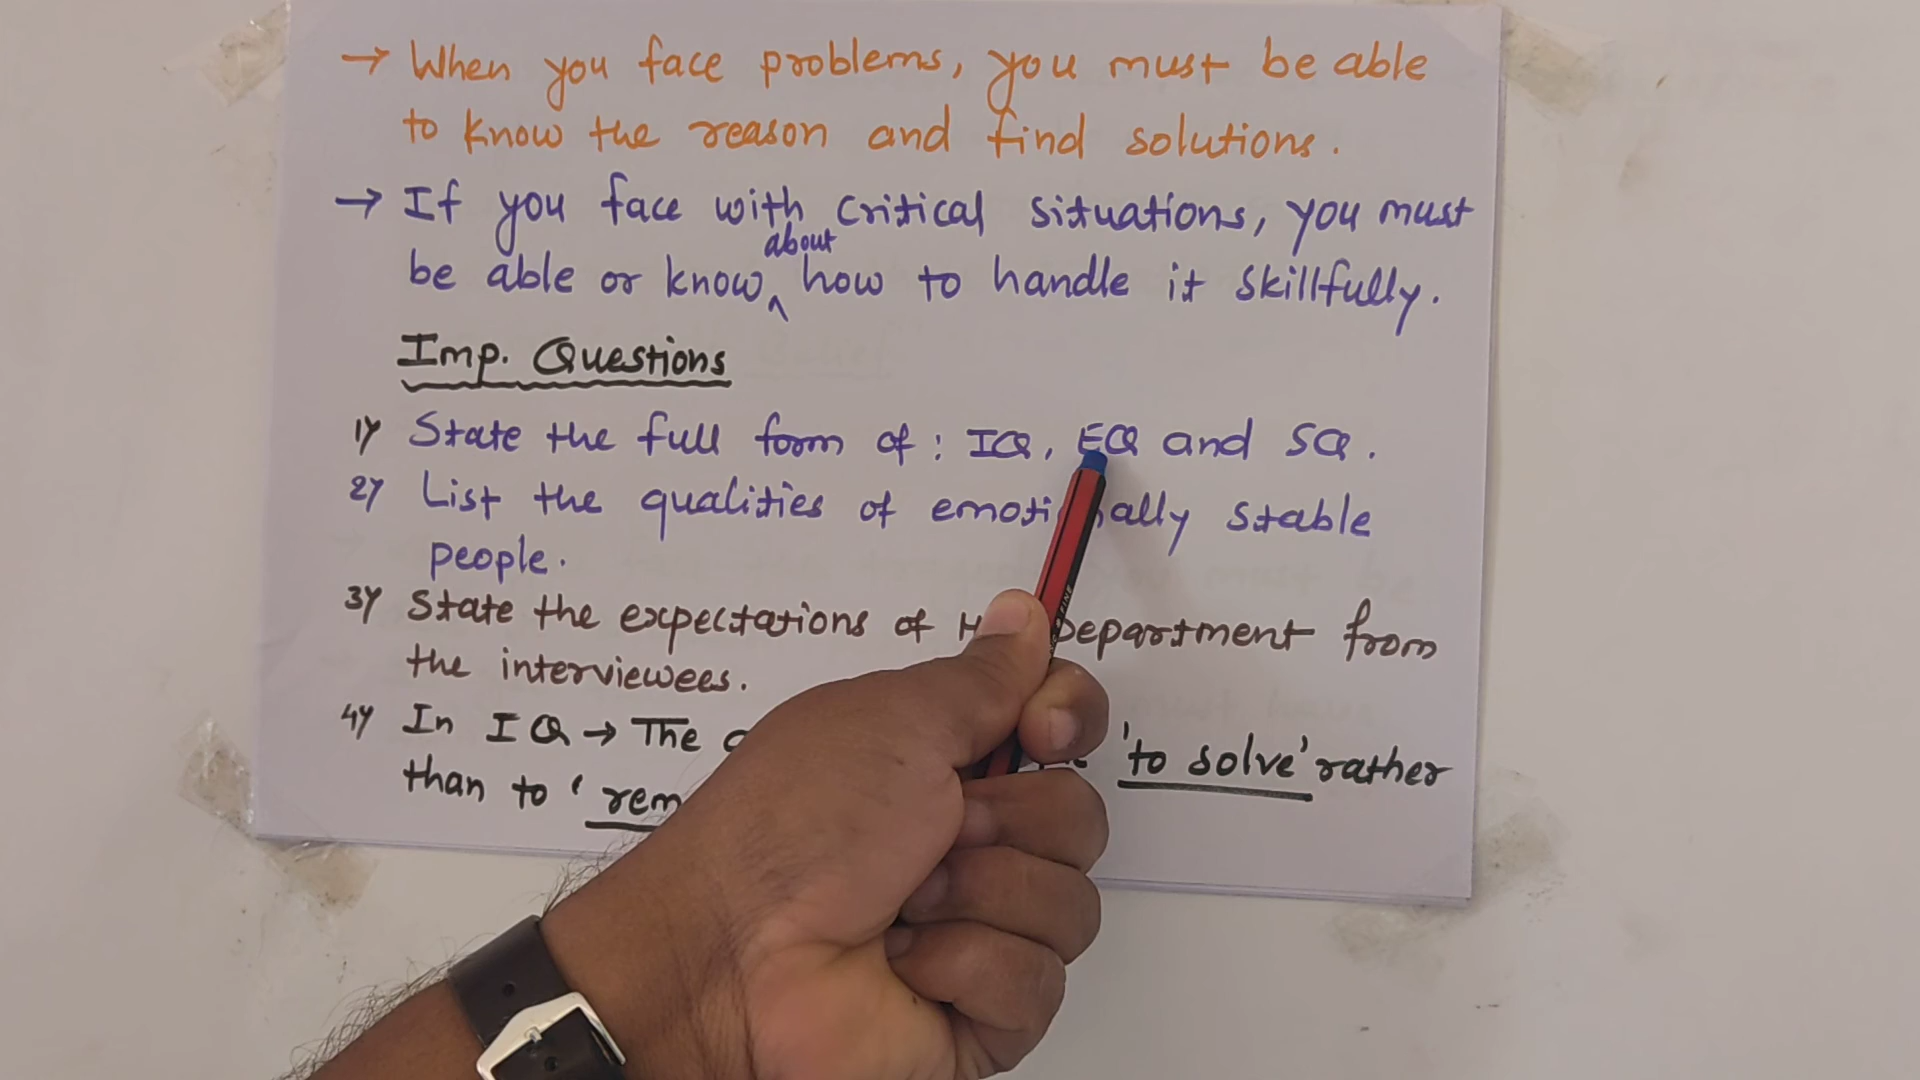 → When you face problems, you must be able
to know the reason and find solutions.
→ If you face with critical situations, you must
about
be able or know ^ how to handle it skillfully.
Imp. Questions
1) State the full form of : IQ, EQ and SQ.
2) List the qualities of emotionally stable
people.
3) State the expectations of Department from
the interviewees.
4) In IQ → The 'to solve' rather
than to '